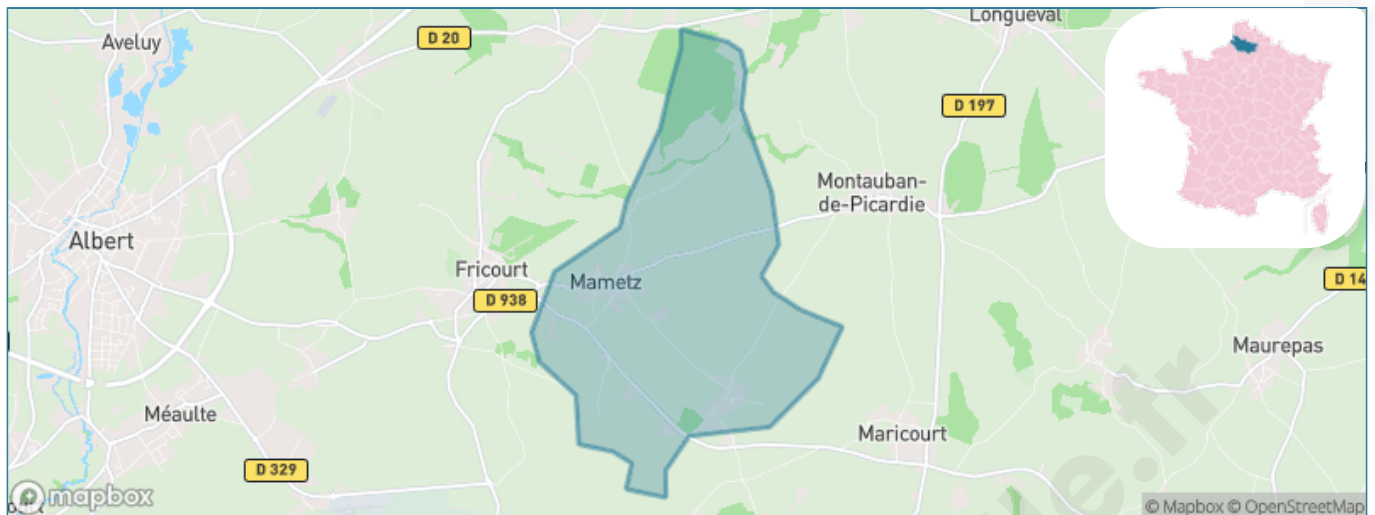 Longueval
Aveluy
D 20
D 197
Montauban-
de-Picardie
Albert
Fricourt
Mametz
D 938
D 14
Maurepas
Méaulte
Maricourt
D 329
mapbox
© Mapbox © OpenStreetMap